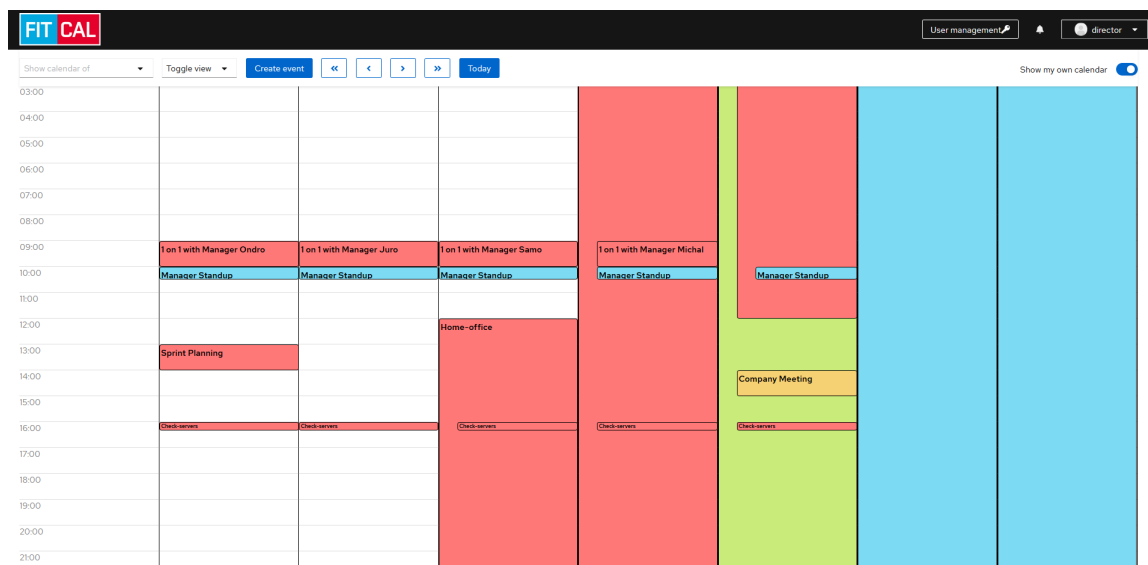 FIT CAL
User management
director
Show calendar of
Toggle view
Create event
Today
Show my own calendar
03:00
04:00
05:00
06:00
07:00
08:00
09:00 1 on 1 with Manager Ondro 1 on 1 with Manager Juro 1 on 1 with Manager Samo 1 on 1 with Manager Michal
10:00 Manager Standup Manager Standup Manager Standup Manager Standup Manager Standup
11:00
12:00 Home-office
13:00 Sprint Planning
14:00 Company Meeting
15:00
16:00 Check-servers Check-servers Check-servers Check-servers Check-servers
17:00
18:00
19:00
20:00
21:00